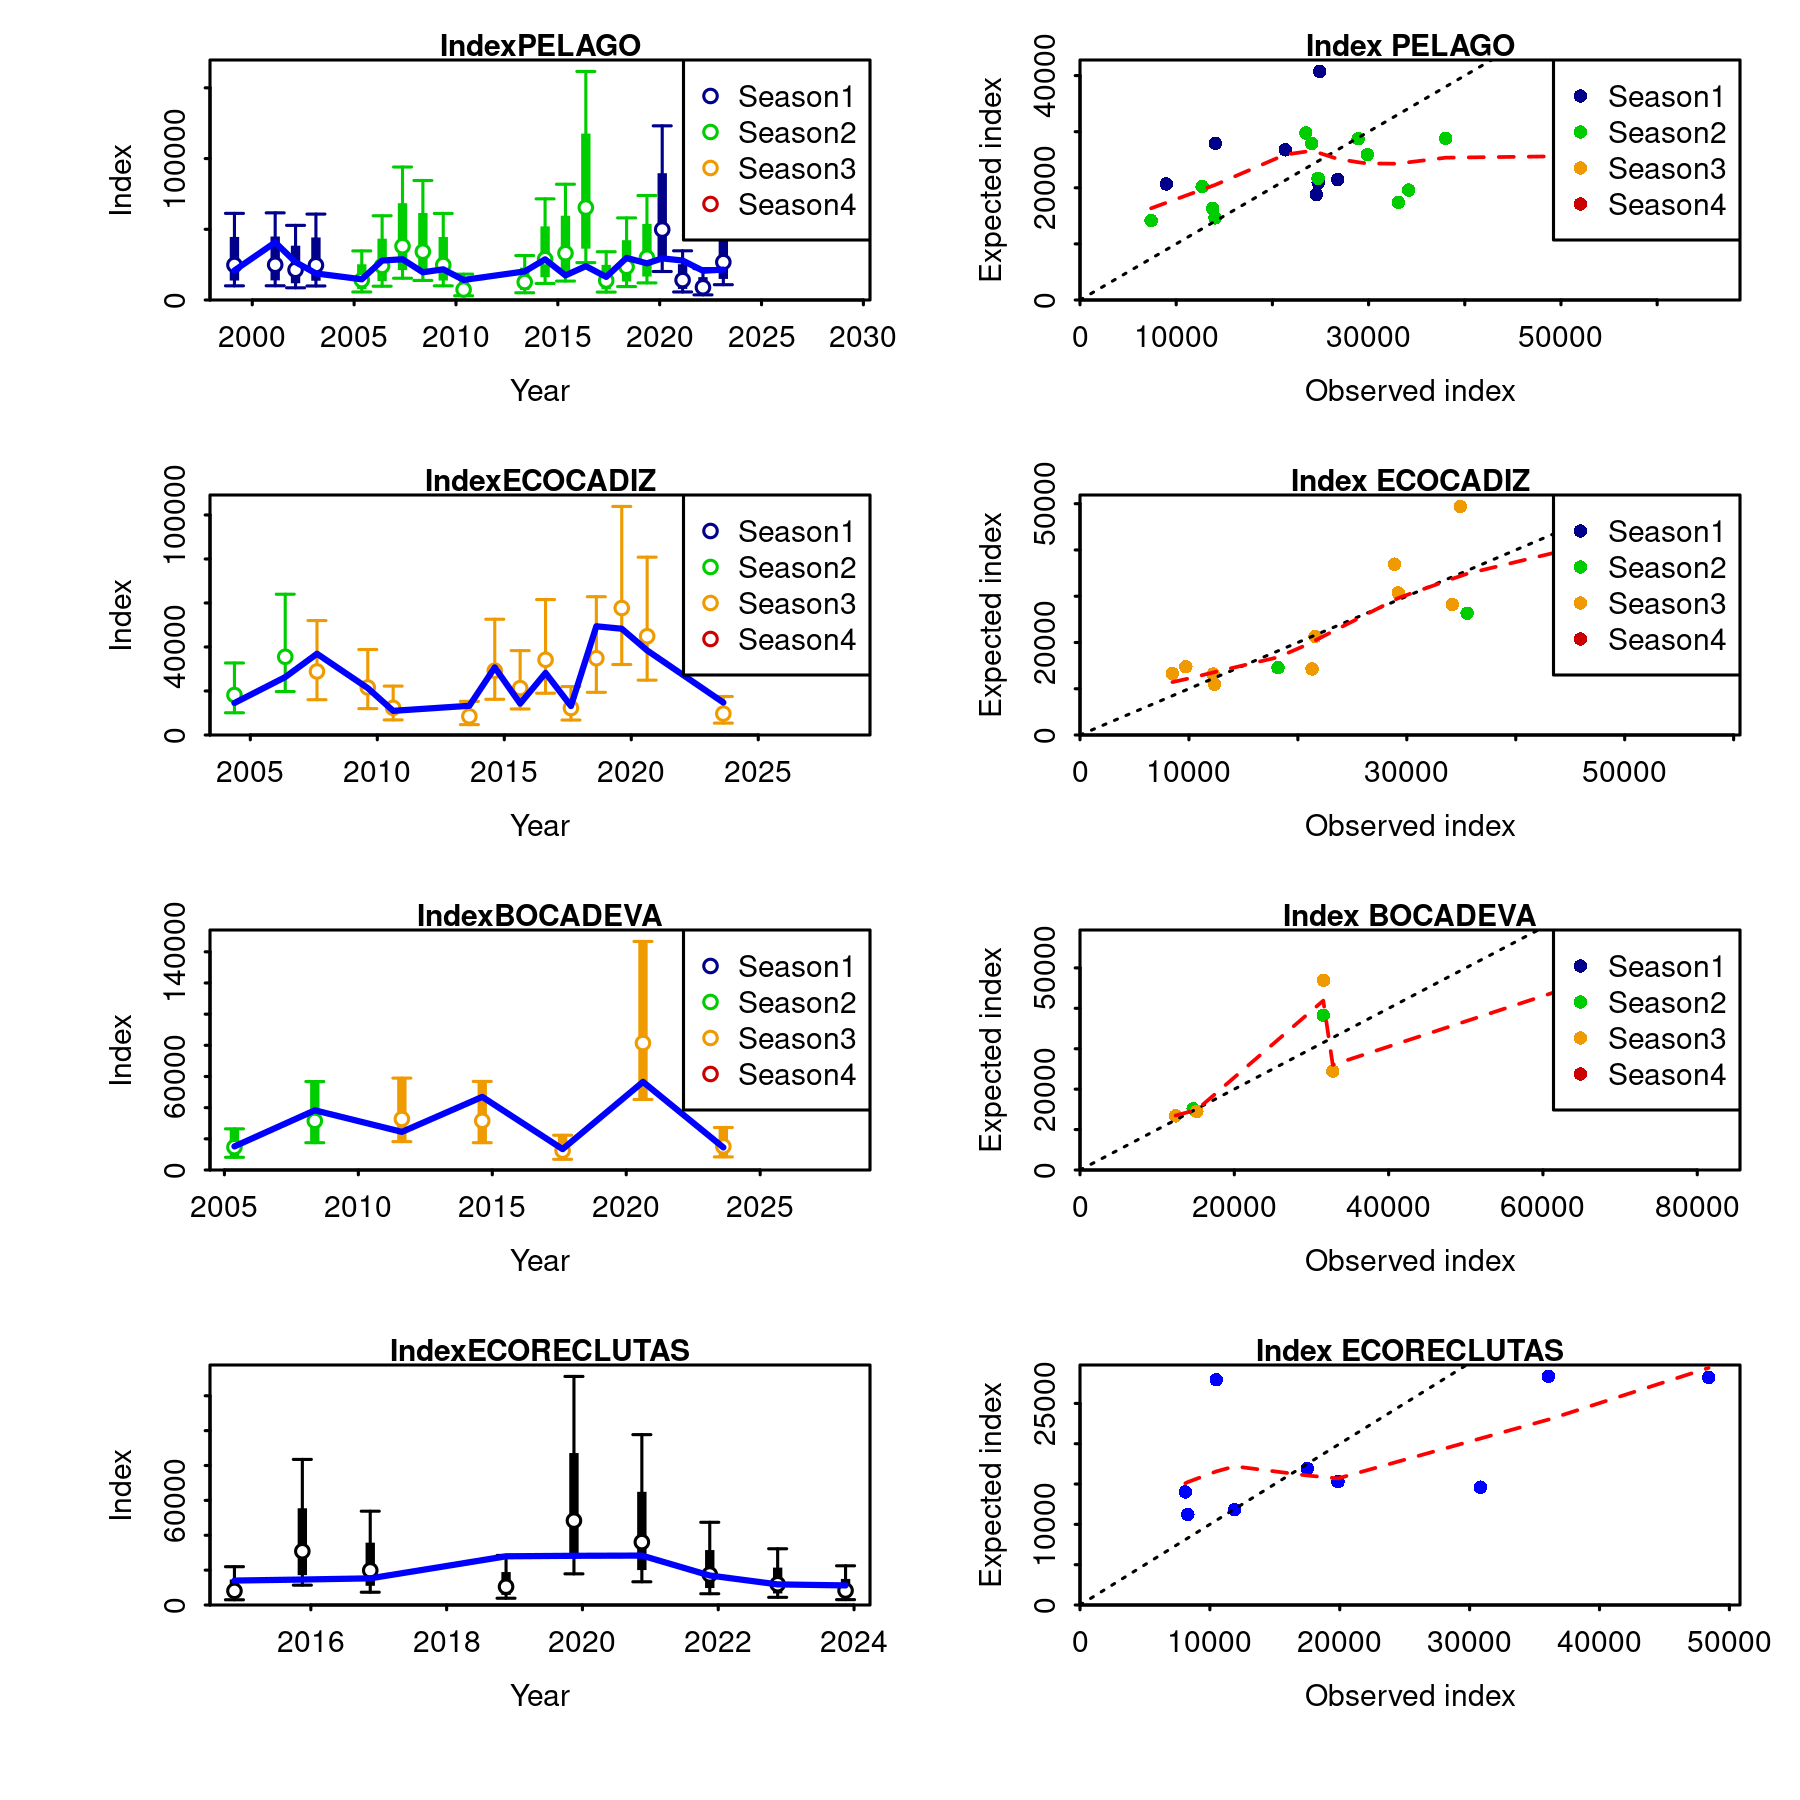 IndexPELAGO
Index
0
100000
2000 2005 2010 2015 2020 2025 2030
Year
Season1
Season2
Season3
Season4
Index PELAGO
Expected index
0 20000 40000
0 10000 30000 50000
Observed index
Season1
Season2
Season3
Season4
IndexECOCADIZ
Index
0 40000 100000
2005 2010 2015 2020 2025
Year
Season1
Season2
Season3
Season4
Index ECOCADIZ
Expected index
0 20000 50000
0 10000 30000 50000
Observed index
Season1
Season2
Season3
Season4
IndexBOCADEVA
Index
0 60000 140000
2005 2010 2015 2020 2025
Year
Season1
Season2
Season3
Season4
Index BOCADEVA
Expected index
0 20000 50000
0 20000 40000 60000 80000
Observed index
Season1
Season2
Season3
Season4
IndexECORECLUTAS
Index
0 60000
2016 2018 2020 2022 2024
Year
Index ECORECLUTAS
Expected index
0 10000 25000
0 10000 20000 30000 40000 50000
Observed index